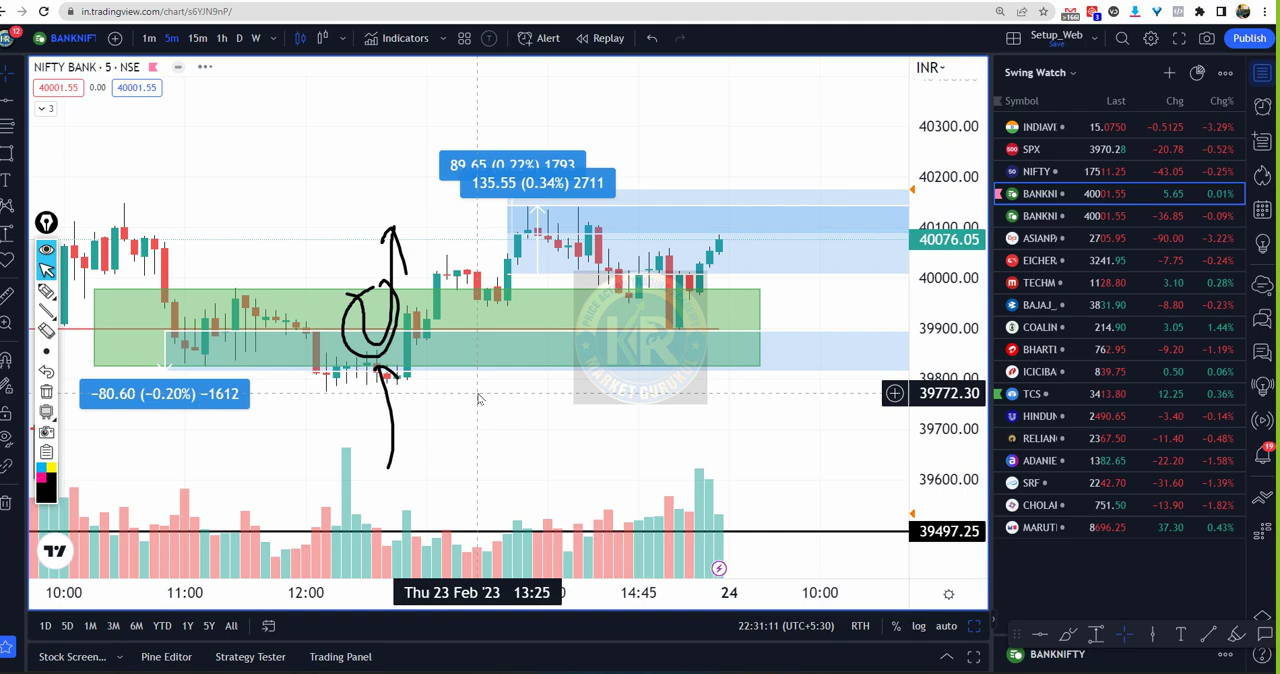 in.tradingview.com/chart/s6YJN9nP/
>1661
3
12
BANKNIFT
1m 5m 15m 1h D W
Indicators
Alert
Replay
Setup_Web
Save
Publish
NIFTY BANK · 5 · NSE
INR
Swing Watch
40001.55 0.00 40001.55
3
Symbol Last Chg Chg%
INDIAVI 15.0750 −0.5125 −3.29%
SPX 3970.28 −20.78 −0.52%
NIFTY 17511.25 −43.05 −0.25%
BANKNI 40001.55 5.65 0.01%
BANKNI 40001.55 −36.85 −0.09%
ASIANPA 2705.95 −90.00 −3.22%
EICHER 3241.95 −7.75 −0.24%
TECHM 1128.80 3.10 0.28%
BAJAJ_ 3831.90 −8.80 −0.23%
COALIN 214.90 3.05 1.44%
BHARTI 762.95 −9.20 −1.19%
ICICIBA 839.75 0.50 0.06%
TCS 3413.80 12.25 0.36%
HINDUN 2490.65 −3.40 −0.14%
RELIAN 2367.50 −11.40 −0.48%
ADANIE 1382.65 −22.20 −1.58%
SRF 2242.70 −31.60 −1.39%
CHOLAI 751.50 −13.90 −1.82%
MARUTI 8696.25 37.30 0.43%
19
40300.00
40200.00
40100.00
40076.05
40000.00
39900.00
39800.00
39772.30
39700.00
39600.00
39497.25
89.65 (0.22%) 1793
135.55 (0.34%) 2711
−80.60 (−0.20%) −1612
KR
MARKET GURUKUL
10:00 11:00 12:00 Thu 23 Feb '23 13:25 14:45 24 10:00
1D 5D 1M 3M 6M YTD 1Y 5Y All
22:31:11 (UTC+5:30) RTH % log auto
Stock Screen... Pine Editor Strategy Tester Trading Panel
BANKNIFTY